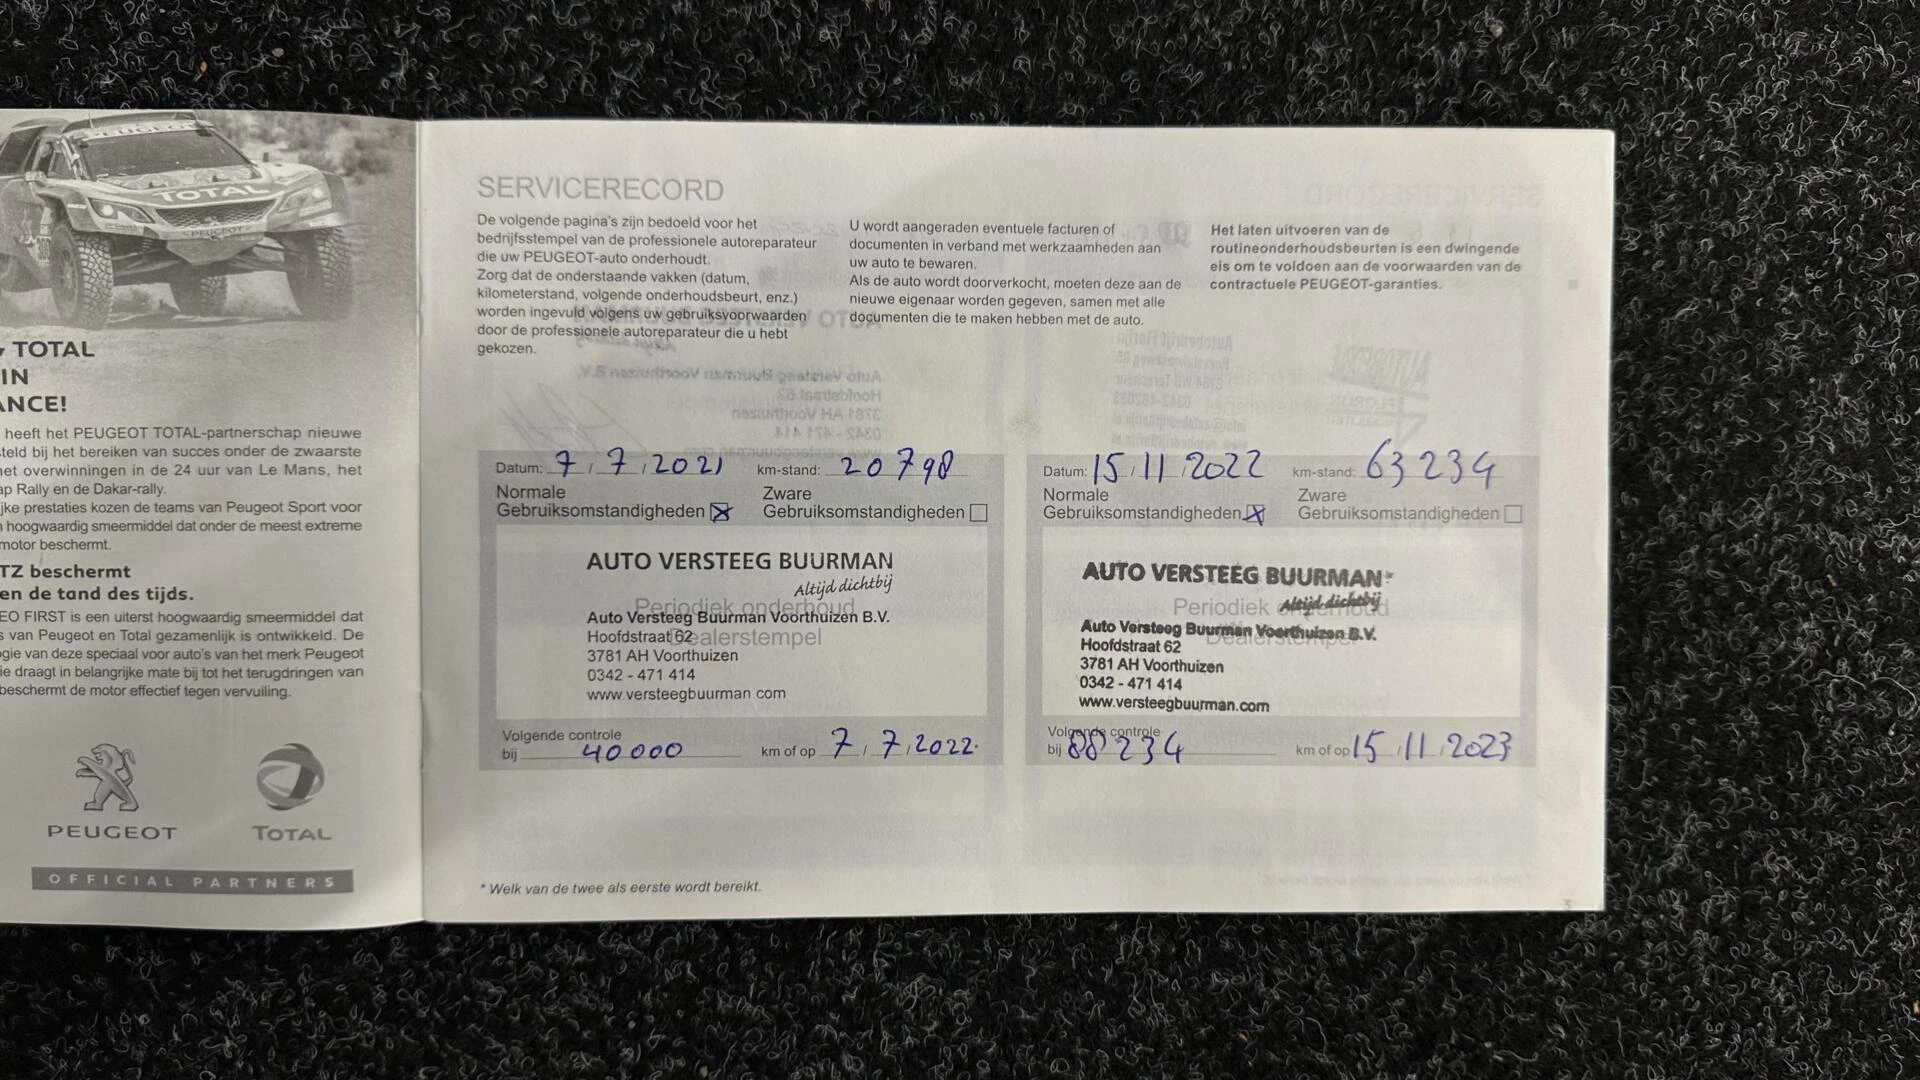 PEUGEOT
TOTAL
PEUGEOT
TOTAL
IN
ANCE!
heeft het PEUGEOT TOTAL-partnerschap nieuwe
steld bij het bereiken van succes onder de zwaarste
met overwinningen in de 24 uur van Le Mans, het
Rally en de Dakar-rally.
prestaties kozen de teams van Peugeot Sport voor
hoogwaardig smeermiddel dat onder de meest extreme
motor beschermt.
TZ beschermt
en de tand des tijds.
EO FIRST is een uiterst hoogwaardig smeermiddel dat
van Peugeot en Total gezamenlijk is ontwikkeld. De
ogie van deze speciaal voor auto's van het merk Peugeot
ie draagt in belangrijke mate bij tot het terugdringen van
beschermt de motor effectief tegen vervuiling.
PEUGEOT
TOTAL
OFFICIAL PARTNERS
SERVICERECORD
De volgende pagina's zijn bedoeld voor het
bedrijfsstempel van de professionele autoreparateur
die uw PEUGEOT-auto onderhoudt.
Zorg dat de onderstaande vakken (datum,
kilometerstand, volgende onderhoudsbeurt, enz.)
worden ingevuld volgens uw gebruiksvoorwaarden
door de professionele autoreparateur die u hebt
gekozen.
U wordt aangeraden eventuele facturen of
documenten in verband met werkzaamheden aan
uw auto te bewaren.
Als de auto wordt doorverkocht, moeten deze aan de
nieuwe eigenaar worden gegeven, samen met alle
documenten die te maken hebben met de auto.
Het laten uitvoeren van de
routineonderhoudsbeurten is een dwingende
eis om te voldoen aan de voorwaarden van de
contractuele PEUGEOT-garanties.
Datum: 7 / 7 / 2021 km-stand: 20798
Normale
Gebruiksomstandigheden
Zware
Gebruiksomstandigheden
AUTO VERSTEEG BUURMAN
Altijd dichtbij
Periodiek onderhoud
Auto Versteeg Buurman Voorthuizen B.V.
Dealerstempel
Hoofdstraat 62
3781 AH Voorthuizen
0342 - 471 414
www.versteegbuurman.com
Volgende controle
bij 40000 km of op 7 / 7 / 2022
Datum: 15 / 11 / 2022 km-stand: 63234
Normale
Gebruiksomstandigheden
Zware
Gebruiksomstandigheden
AUTO VERSTEEG BUURMAN
Altijd dichtbij
Periodiek onderhoud
Auto Versteeg Buurman Voorthuizen B.V.
Dealerstempel
Hoofdstraat 62
3781 AH Voorthuizen
0342 - 471 414
www.versteegbuurman.com
Volgende controle
bij 88234 km of op 15 / 11 / 2023
* Welk van de twee als eerste wordt bereikt.
3